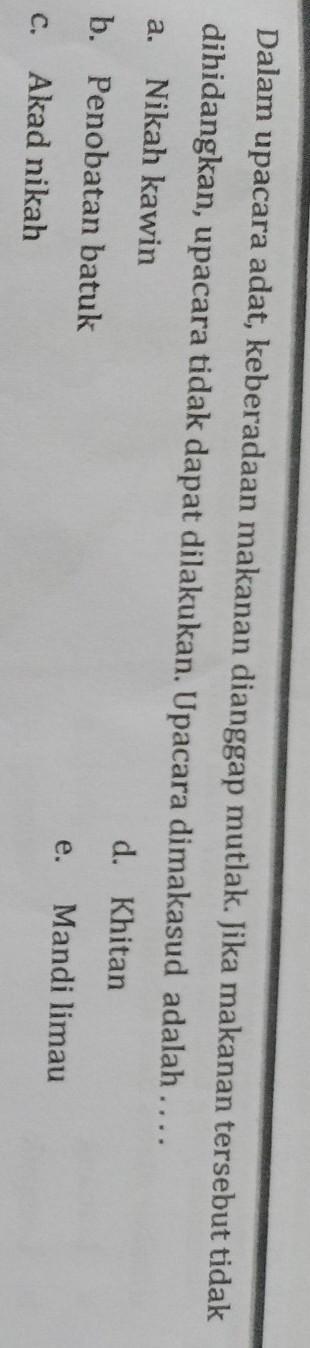 Dalam upacara adat, keberadaan makanan dianggap mutlak. Jika makanan tersebut tidak
dihidangkan, upacara tidak dapat dilakukan. Upacara dimakasud adalah . . . .
a. Nikah kawin
b. Penobatan batuk
c. Akad nikah
d. Khitan
e. Mandi limau